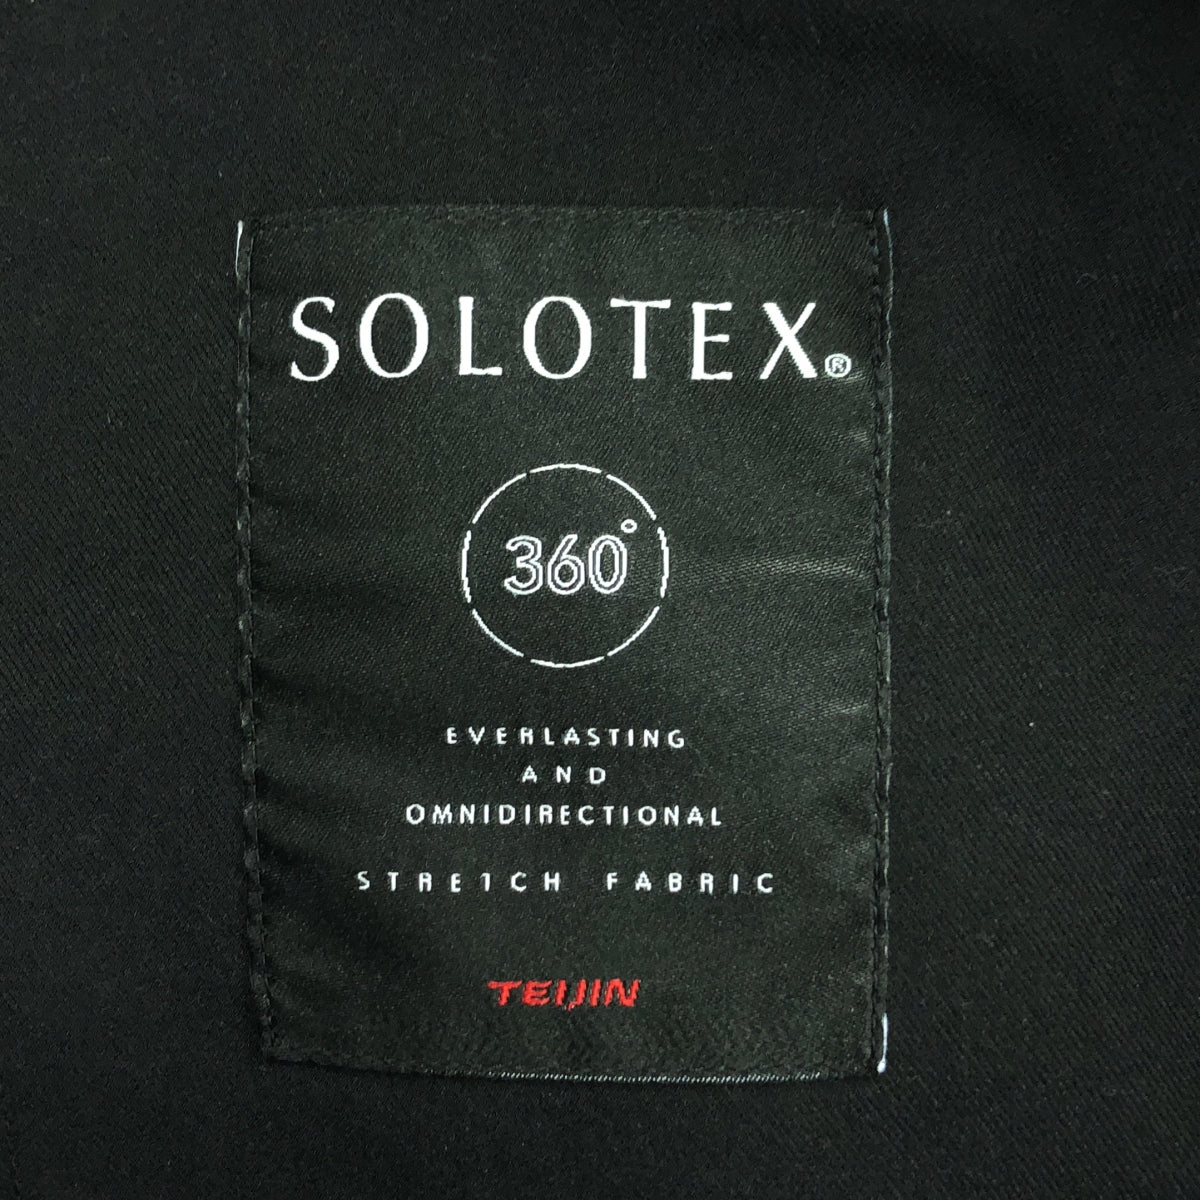 SOLOTEX®
360°
EVERLASTING
AND
OMNIDIRECTIONAL
STRETCH FABRIC
TEIJIN